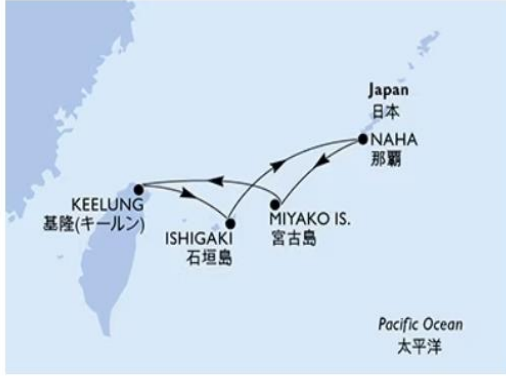 Japan
日本
NAHA
那覇
KEELUNG
基隆(キールン)
MIYAKO IS.
宮古島
ISHIGAKI
石垣島
Pacific Ocean
太平洋